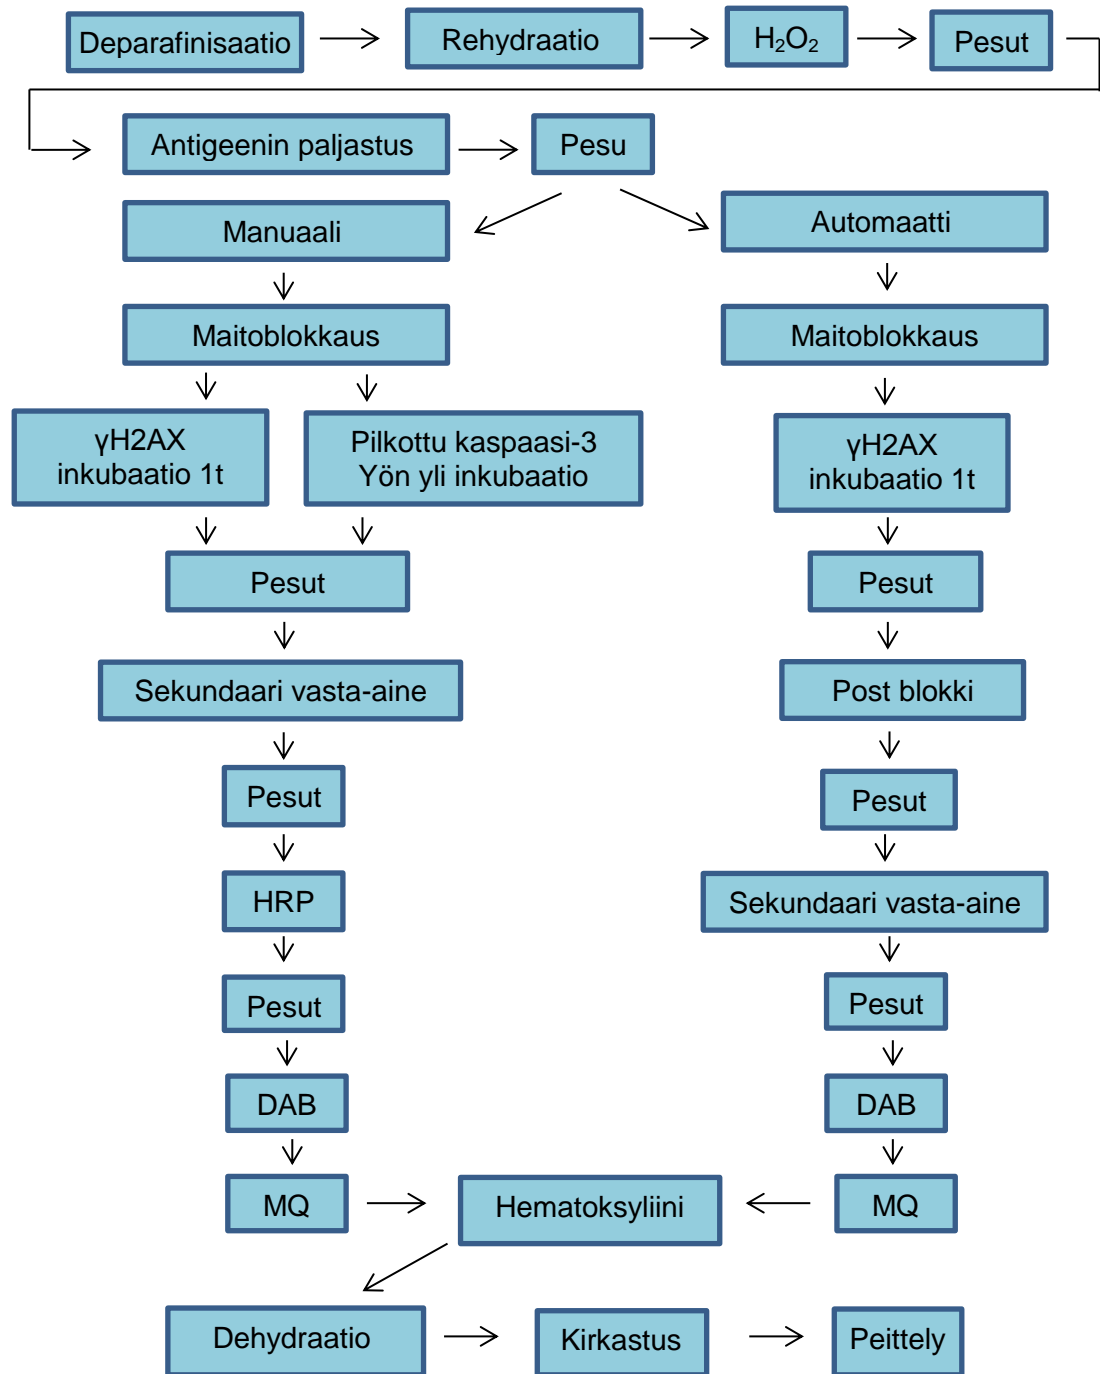 Deparafinisaatio
Rehydraatio
H₂O₂
Pesut
Antigeenin paljastus
Pesu
Manuaali
Automaatti
Maitoblokkaus
Maitoblokkaus
γH2AX
inkubaatio 1t
Pilkottu kaspaasi-3
Yön yli inkubaatio
γH2AX
inkubaatio 1t
Pesut
Pesut
Sekundaari vasta-aine
Post blokki
Pesut
Pesut
HRP
Sekundaari vasta-aine
Pesut
Pesut
DAB
DAB
MQ
Hematoksyliini
MQ
Dehydraatio
Kirkastus
Peittely